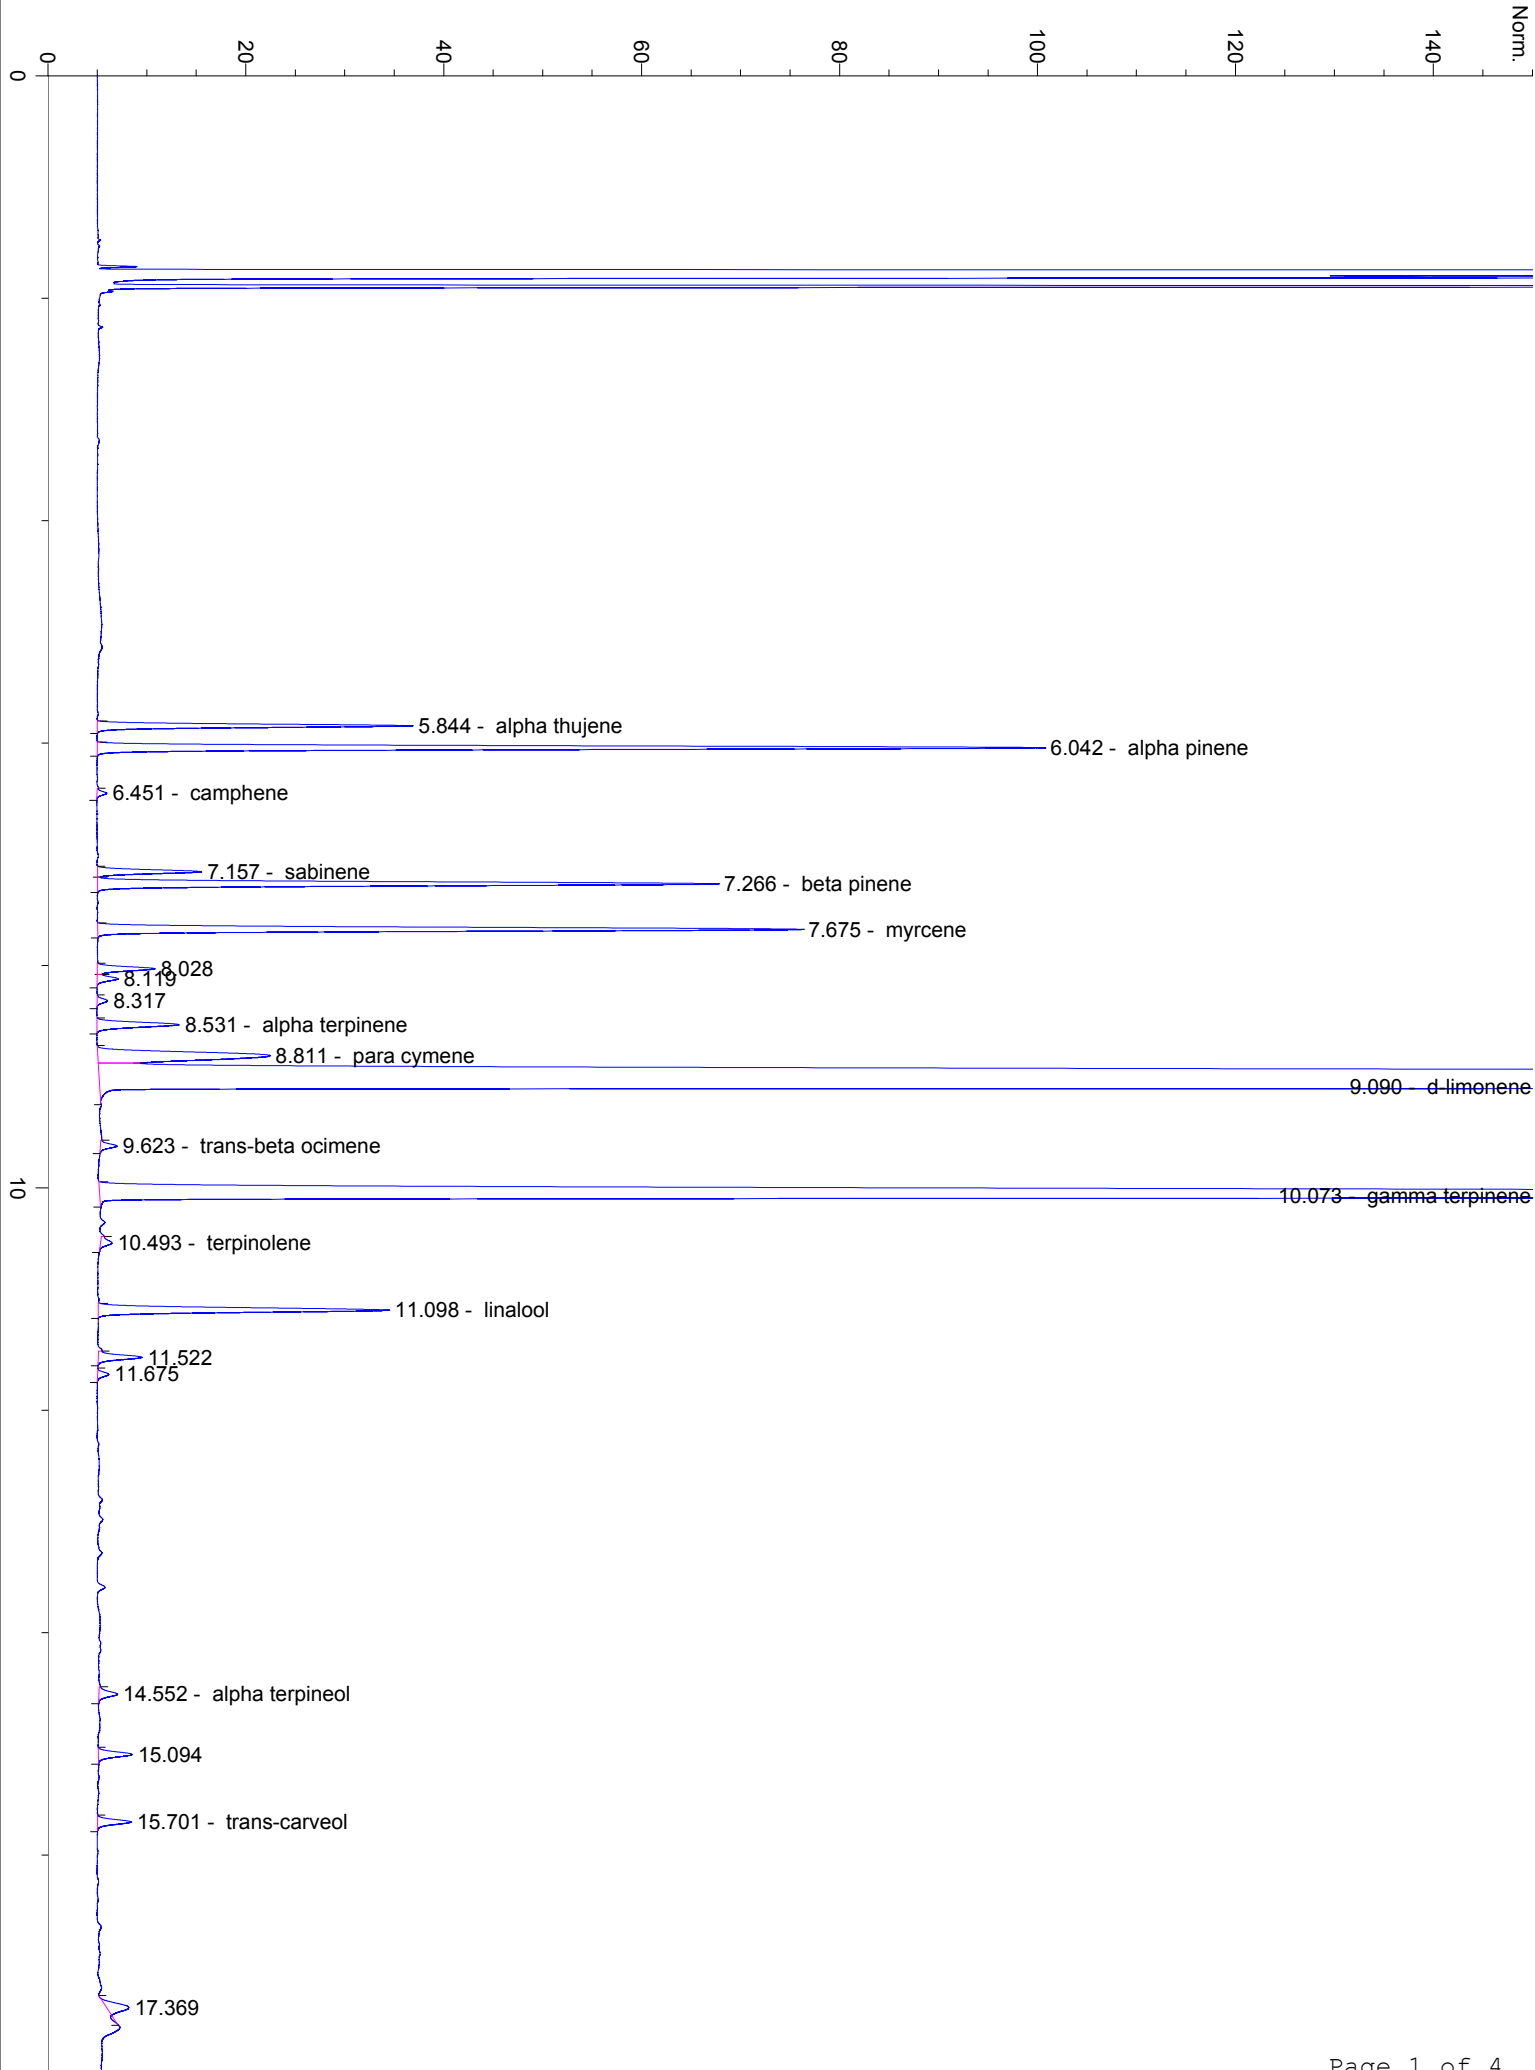 Norm.
0
20
40
60
80
100
120
140
0
5.844 - alpha thujene
6.042 - alpha pinene
6.451 - camphene
7.157 - sabinene
7.266 - beta pinene
7.675 - myrcene
8.028
8.119
8.317
8.531 - alpha terpinene
8.811 - para cymene
9.090 - d-limonene
9.623 - trans-beta ocimene
10
10.073 - gamma terpinene
10.493 - terpinolene
11.098 - linalool
11.522
11.675
14.552 - alpha terpineol
15.094
15.701 - trans-carveol
17.369
Page 1 of 4